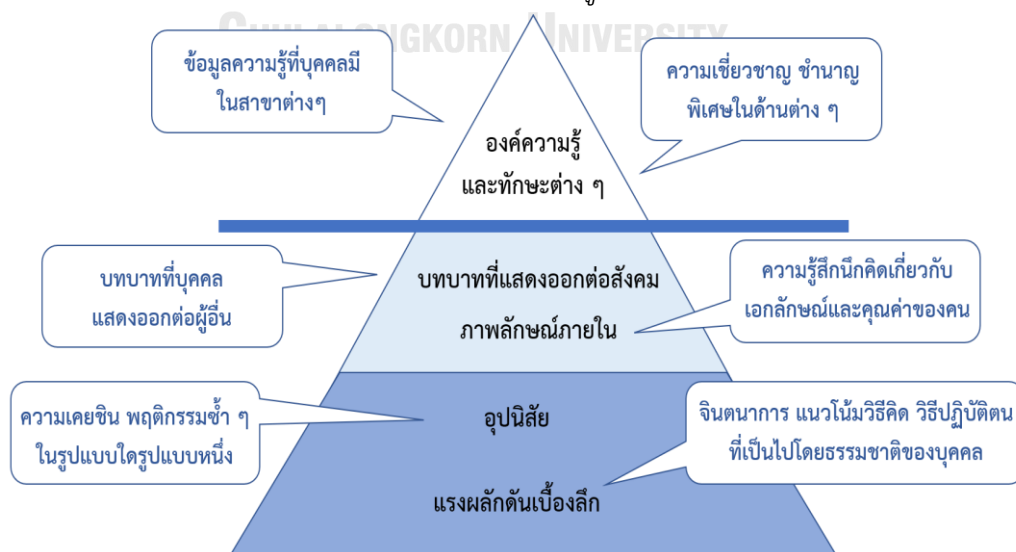 CHULALONGKORN UNIVERSITY
ข้อมูลความรู้ที่บุคคลมี
ในสาขาต่างๆ
ความเชี่ยวชาญ ชำนาญ
พิเศษในด้านต่าง ๆ
องค์ความรู้
และทักษะต่าง ๆ
บทบาทที่บุคคล
แสดงออกต่อผู้อื่น
บทบาทที่แสดงออกต่อสังคม
ภาพลักษณ์ภายใน
ความรู้สึกนึกคิดเกี่ยวกับ
เอกลักษณ์และคุณค่าของคน
ความเคยชิน พฤติกรรมซ้ำ ๆ
ในรูปแบบใดรูปแบบหนึ่ง
อุปนิสัย
แรงผลักดันเบื้องลึก
จินตนาการ แนวโน้มวิธีคิด วิธีปฏิบัติตน
ที่เป็นไปโดยธรรมชาติของบุคคล